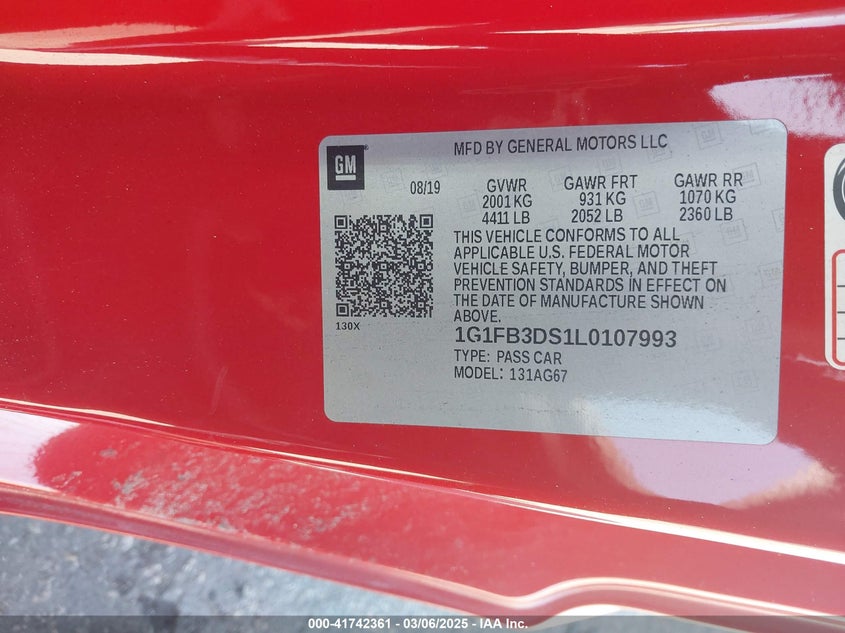 GM
MFD BY GENERAL MOTORS LLC
08/19 GVWR GAWR FRT GAWR RR
2001 KG 931 KG 1070 KG
4411 LB 2052 LB 2360 LB
THIS VEHICLE CONFORMS TO ALL
APPLICABLE U.S. FEDERAL MOTOR
VEHICLE SAFETY, BUMPER, AND THEFT
PREVENTION STANDARDS IN EFFECT ON
THE DATE OF MANUFACTURE SHOWN
ABOVE.
130X
1G1FB3DS1L0107993
TYPE: PASS CAR
MODEL: 131AG67
000-41742361 - 03/06/2025 - IAA Inc.